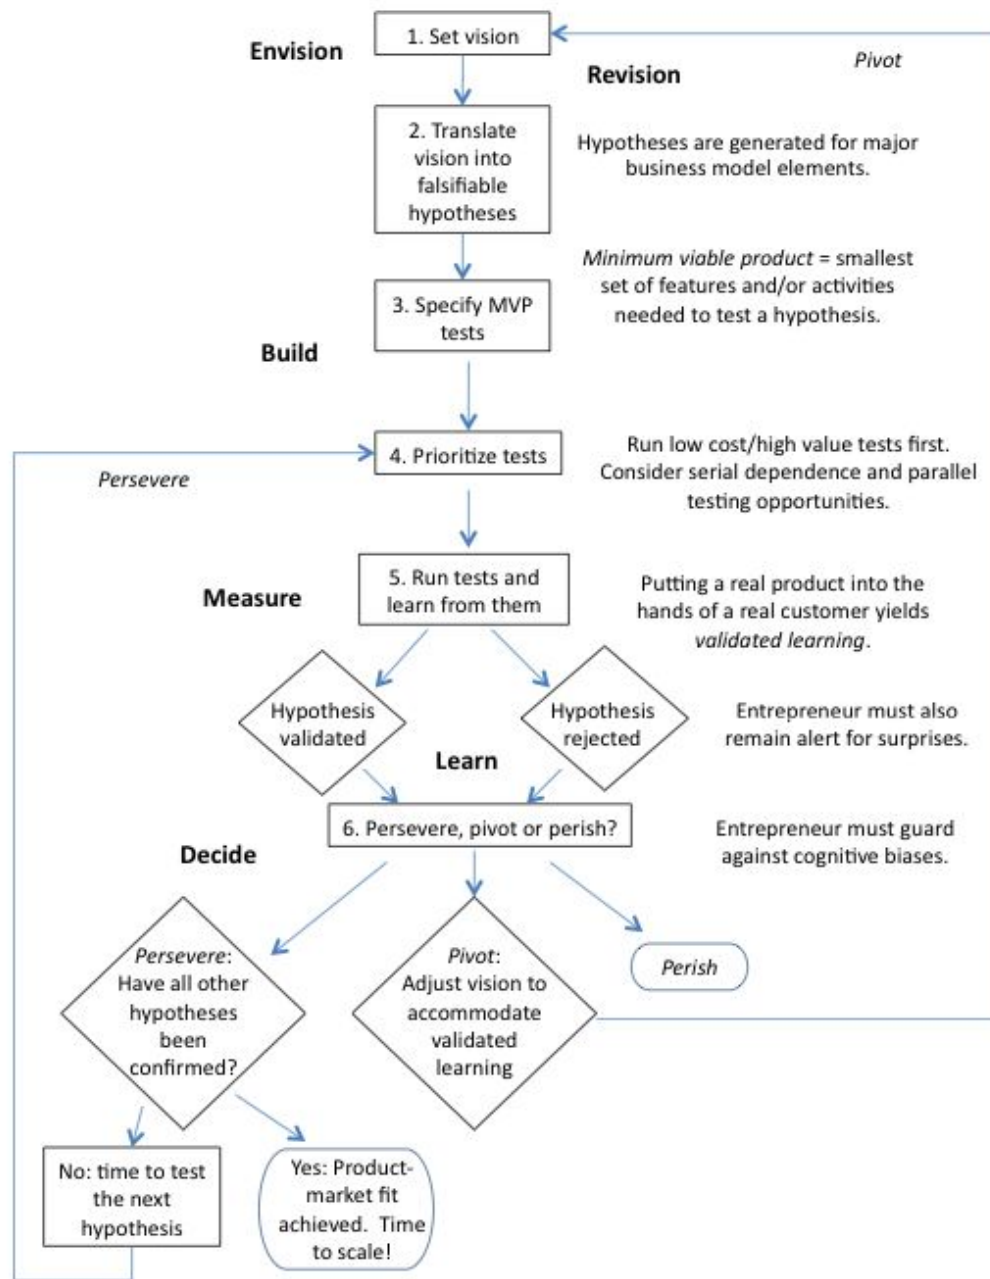 1. Set vision
Envision
Pivot
Revision
2. Translate
vision into
falsifiable
hypotheses
Hypotheses are generated for major
business model elements.
Minimum viable product = smallest
set of features and/or activities
needed to test a hypothesis.
3. Specify MVP
tests
Build
4. Prioritize tests
Persevere
Run low cost/high value tests first.
Consider serial dependence and parallel
testing opportunities.
5. Run tests and
learn from them
Measure
Putting a real product into the
hands of a real customer yields
validated learning.
Hypothesis
validated
Hypothesis
rejected
Entrepreneur must also
remain alert for surprises.
Learn
6. Persevere, pivot or perish?
Decide
Entrepreneur must guard
against cognitive biases.
Persevere:
Have all other
hypotheses
been
confirmed?
Pivot:
Adjust vision to
accommodate
validated
learning
Perish
No: time to test
the next
hypothesis
Yes: Product-
market fit
achieved. Time
to scale!